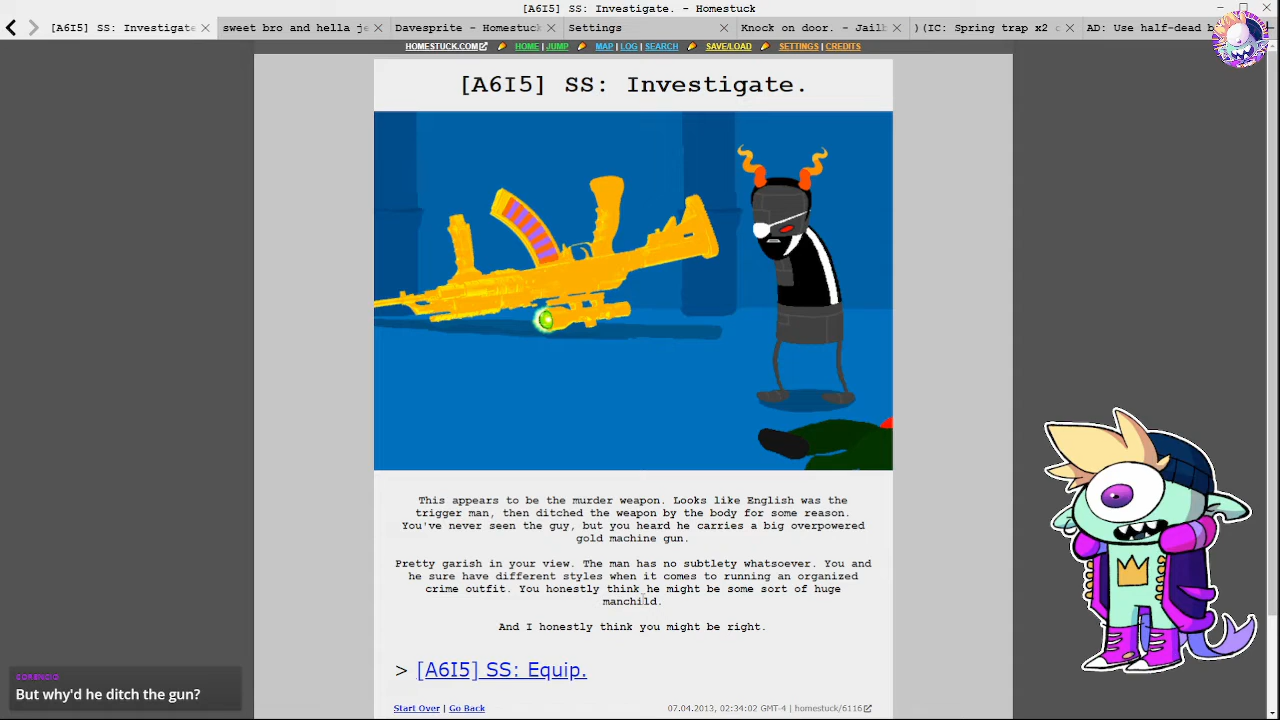 [A6I5] SS: Investigate. - Homestuck
[A6I5] SS: Investigate
sweet bro and hella je
Davesprite - Homestuck
Settings
Knock on door. - Jailb
)(IC: Spring trap x2 c
AD: Use half-dead
HOMESTUCK.COM
HOME | JUMP
MAP | LOG | SEARCH
SAVE/LOAD
SETTINGS | CREDITS
[A6I5] SS: Investigate.
This appears to be the murder weapon. Looks like English was the
trigger man, then ditched the weapon by the body for some reason.
You've never seen the guy, but you heard he carries a big overpowered
gold machine gun.
Pretty garish in your view. The man has no subtlety whatsoever. You and
he sure have different styles when it comes to running an organized
crime outfit. You honestly think he might be some sort of huge
manchild.
And I honestly think you might be right.
> [A6I5] SS: Equip.
Start Over | Go Back
07.04.2013, 02:34:02 GMT-4 | homestuck/6116
But why'd he ditch the gun?